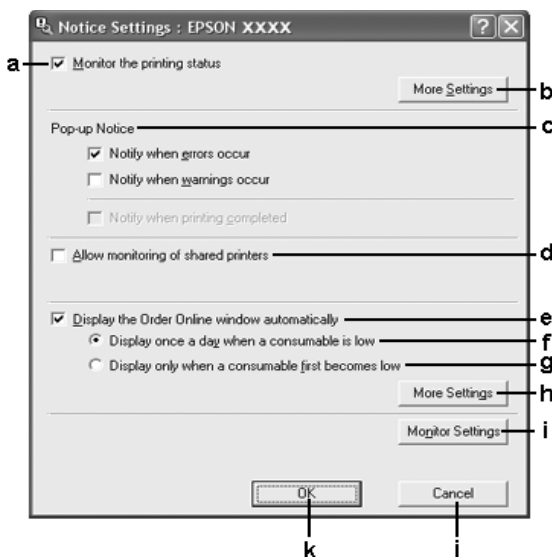 Notice Settings : EPSON XXXX
a
Monitor the printing status
More Settings
b
Pop-up Notice
c
Notify when errors occur
Notify when warnings occur
Notify when printing completed
Allow monitoring of shared printers
d
Display the Order Online window automatically
e
Display once a day when a consumable is low
f
Display only when a consumable first becomes low
g
More Settings
h
Monitor Settings
i
OK
Cancel
k
j